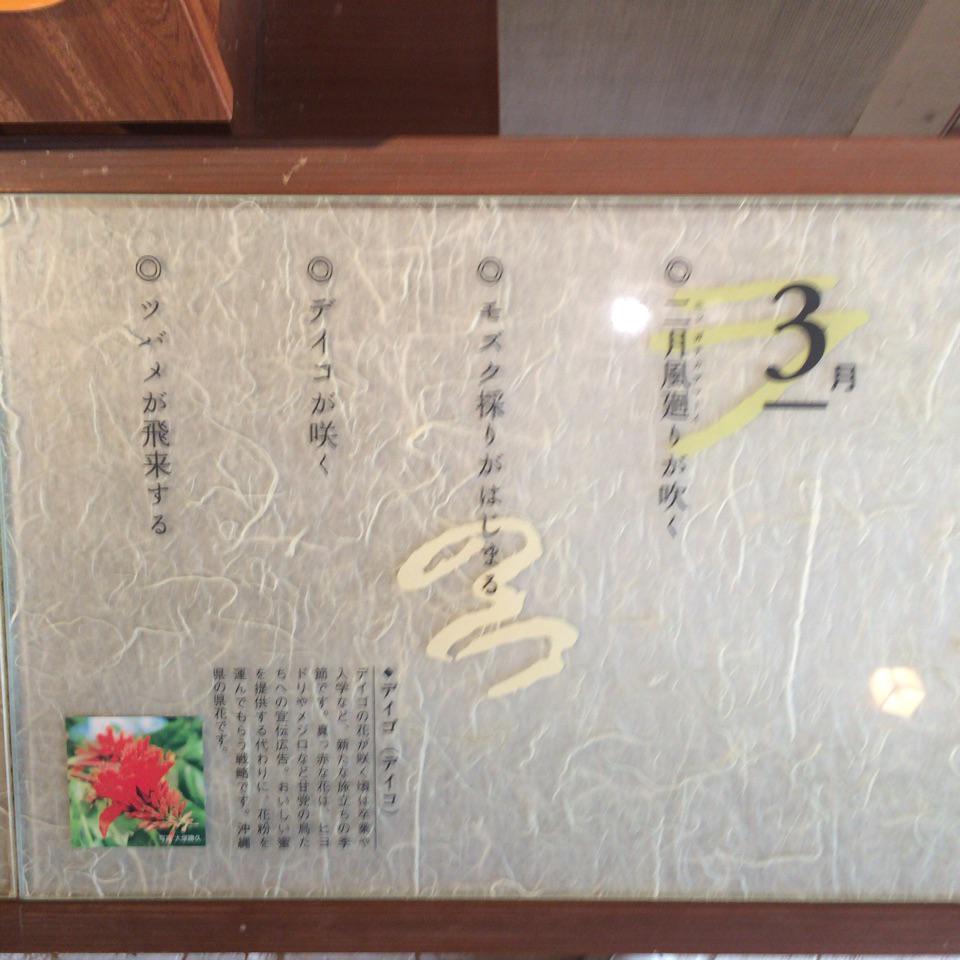 3月
◎二月風廻りが吹く
◎モズク採りがはじまる
◎デイゴが咲く
◎ツバメが飛来する
◆デイゴ（デイコ）
デイゴの花が咲く頃は卒業や
入学など、新たな旅立ちの季
節です。真っ赤な花は、ヒヨ
ドリやメジロなど甘党の鳥た
ちへの宣伝広告。おいしい蜜
を提供する代わりに、花粉を
運んでもらう戦略です。沖縄
県の県花です。
写真 大塚勝久